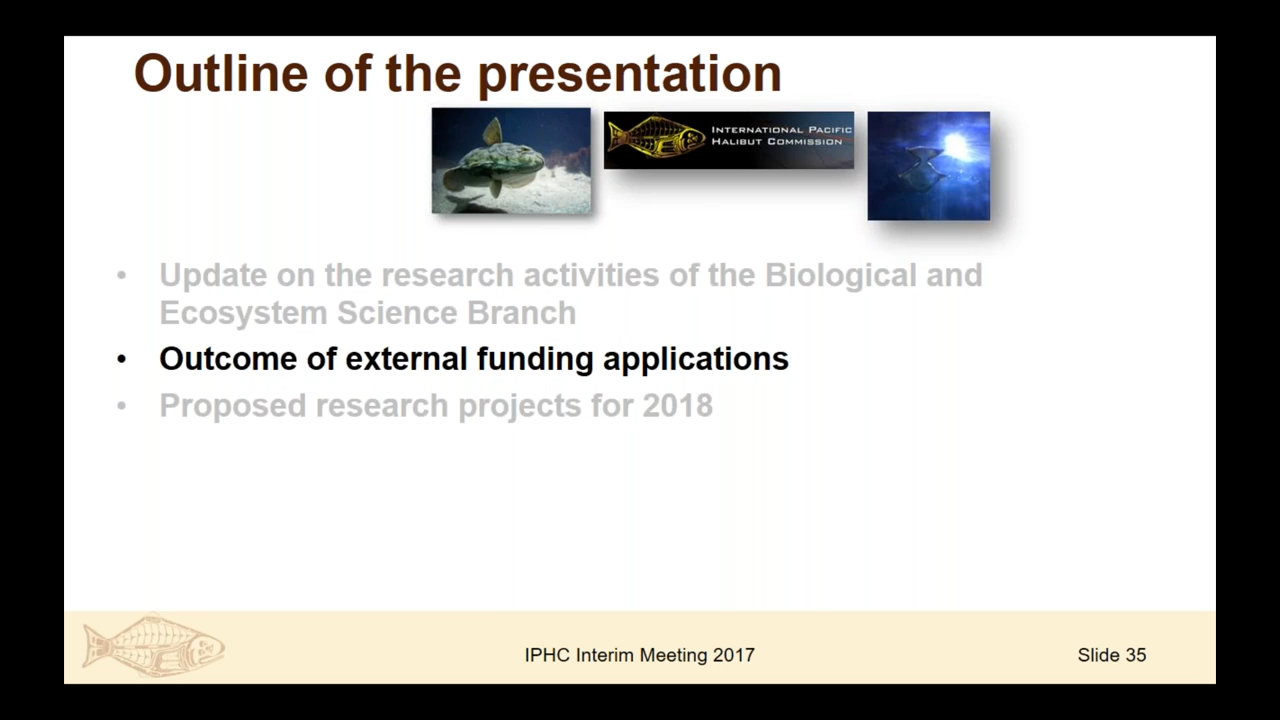 Outline of the presentation
INTERNATIONAL PACIFIC
HALIBUT COMMISSION
• Update on the research activities of the Biological and
Ecosystem Science Branch
• Outcome of external funding applications
• Proposed research projects for 2018
IPHC Interim Meeting 2017
Slide 35